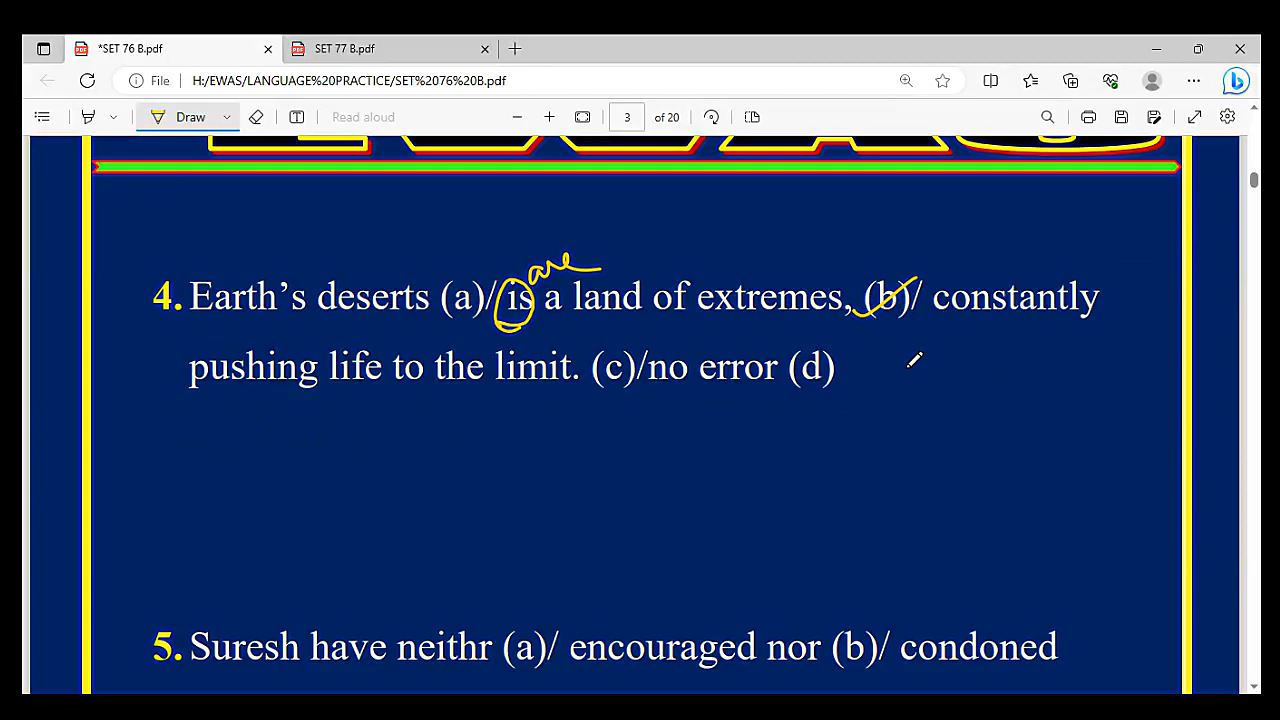 *SET 76 B.pdf SET 77 B.pdf
File H:/EWAS/LANGUAGE%20PRACTICE/SET%2076%20B.pdf
Draw Read aloud 3 of 20
are
4. Earth's deserts (a)/ is a land of extremes, (b)/ constantly
pushing life to the limit. (c)/no error (d)
5. Suresh have neithr (a)/ encouraged nor (b)/ condoned